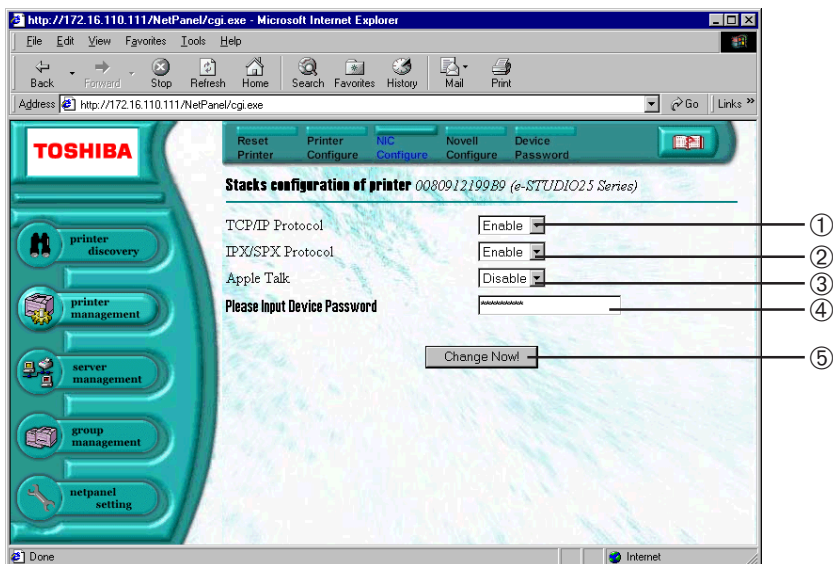 http://172.16.110.111/NetPanel/cgi.exe - Microsoft Internet Explorer
File Edit View Favorites Tools Help
Back Forward Stop Refresh Home Search Favorites History Mail Print
Address http://172.16.110.111/NetPanel/cgi.exe Go Links »
TOSHIBA
Reset Printer
Printer Configure
NIC Configure
Novell Configure
Device Password
Stacks configuration of printer 0080912199B9 (e-STUDIO25 Series)
TCP/IP Protocol Enable ①
IPX/SPX Protocol Enable ②
Apple Talk Disable ③
Please Input Device Password ********* ④
Change Now! ⑤
printer discovery
printer management
server management
group management
netpanel setting
Done Internet